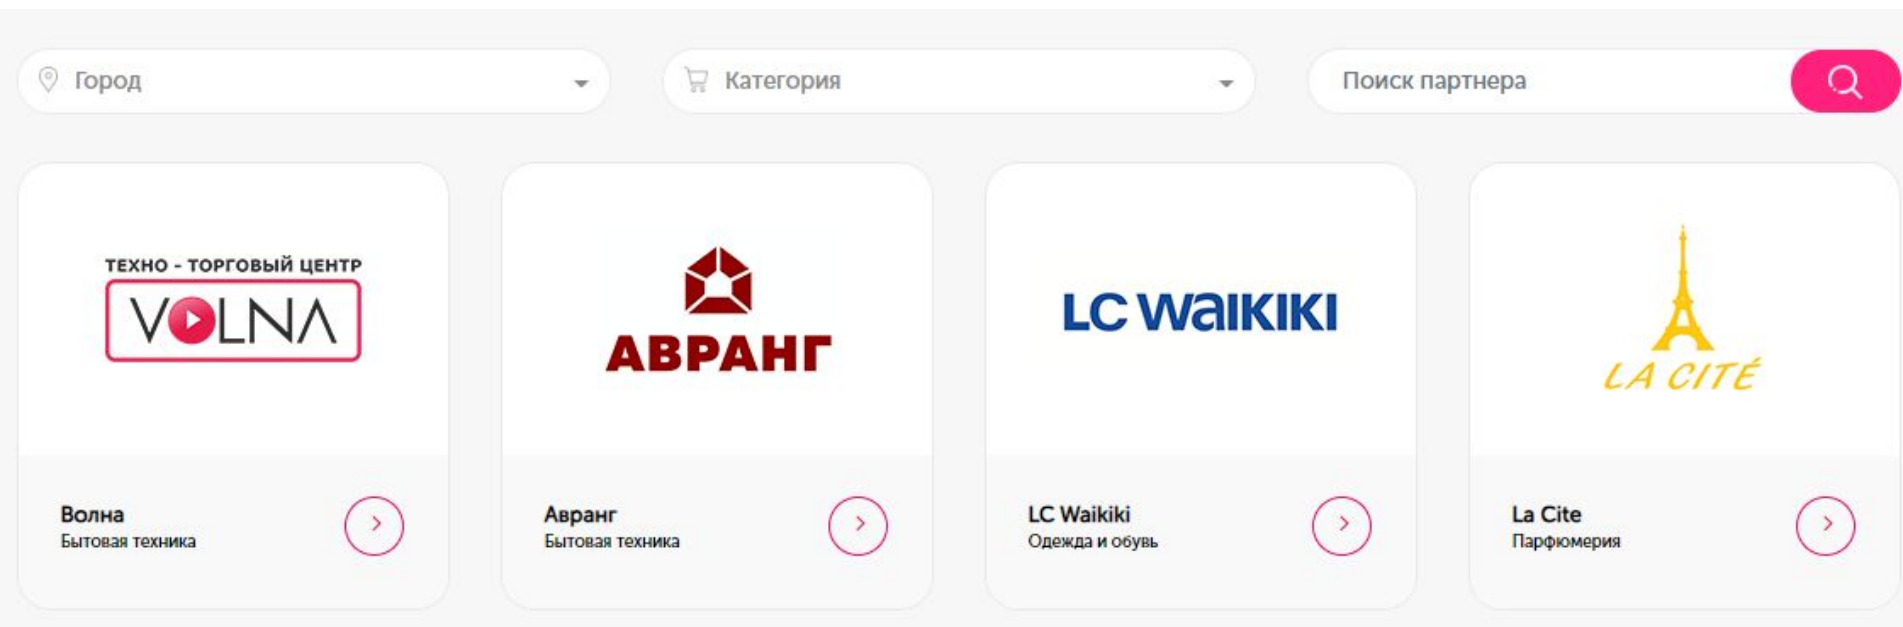 Город
Категория
Поиск партнера
ТЕХНО - ТОРГОВЫЙ ЦЕНТР
VOLNA
АВРАНГ
LC WAIKIKI
LA CITÉ
Волна
Бытовая техника
Авранг
Бытовая техника
LC Waikiki
Одежда и обувь
La Cite
Парфюмерия